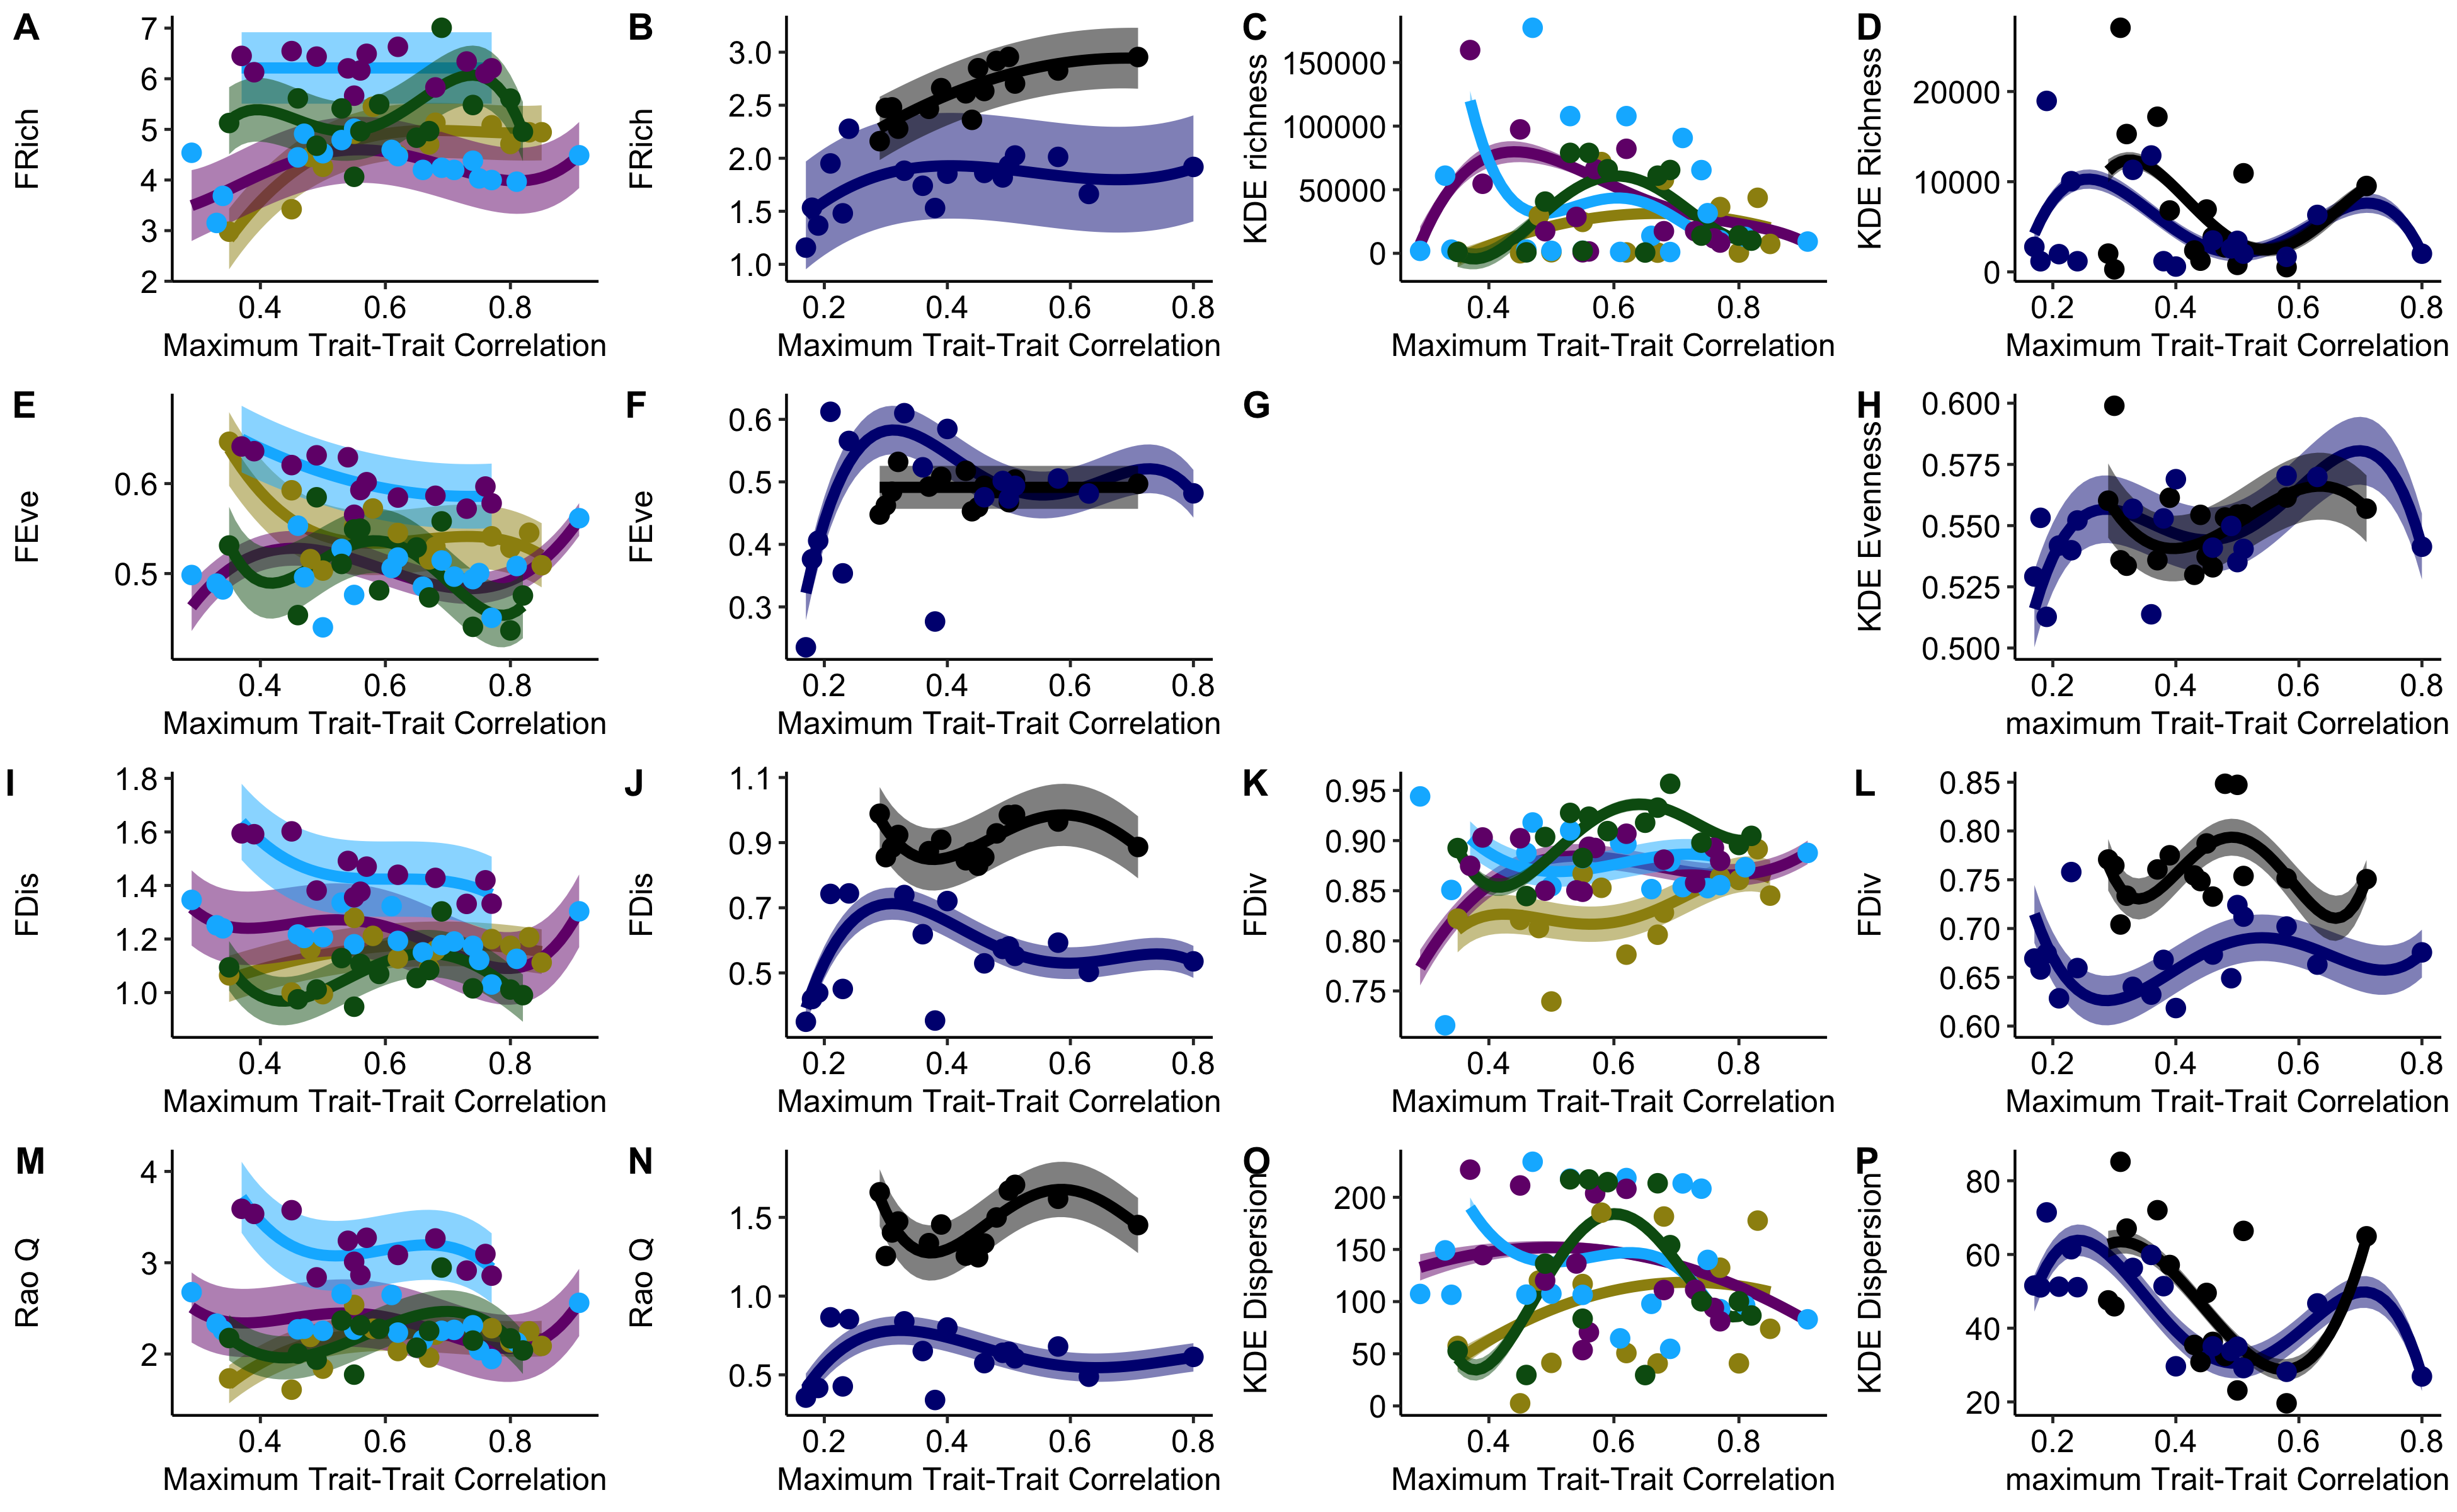 A
FRich
7
6
5
4
3
2
0.4 0.6 0.8
Maximum Trait-Trait Correlation
B
FRich
3.0
2.5
2.0
1.5
1.0
0.2 0.4 0.6 0.8
Maximum Trait-Trait Correlation
C
KDE richness
150000
100000
50000
0
0.4 0.6 0.8
Maximum Trait-Trait Correlation
D
KDE Richness
20000
10000
0
0.2 0.4 0.6 0.8
Maximum Trait-Trait Correlation
E
FEve
0.6
0.5
0.4 0.6 0.8
Maximum Trait-Trait Correlation
F
FEve
0.6
0.5
0.4
0.3
0.2 0.4 0.6 0.8
Maximum Trait-Trait Correlation
G
H
KDE Evenness
0.600
0.575
0.550
0.525
0.500
0.2 0.4 0.6 0.8
maximum Trait-Trait Correlation
I
FDis
1.8
1.6
1.4
1.2
1.0
0.4 0.6 0.8
Maximum Trait-Trait Correlation
J
FDis
1.1
0.9
0.7
0.5
0.2 0.4 0.6 0.8
Maximum Trait-Trait Correlation
K
FDiv
0.95
0.90
0.85
0.80
0.75
0.4 0.6 0.8
Maximum Trait-Trait Correlation
L
FDiv
0.85
0.80
0.75
0.70
0.65
0.60
0.2 0.4 0.6 0.8
maximum Trait-Trait Correlation
M
Rao Q
4
3
2
0.4 0.6 0.8
Maximum Trait-Trait Correlation
N
Rao Q
1.5
1.0
0.5
0.2 0.4 0.6 0.8
Maximum Trait-Trait Correlation
O
KDE Dispersion
200
150
100
50
0
0.4 0.6 0.8
Maximum Trait-Trait Correlation
P
KDE Dispersion
80
60
40
20
0.2 0.4 0.6 0.8
maximum Trait-Trait Correlation